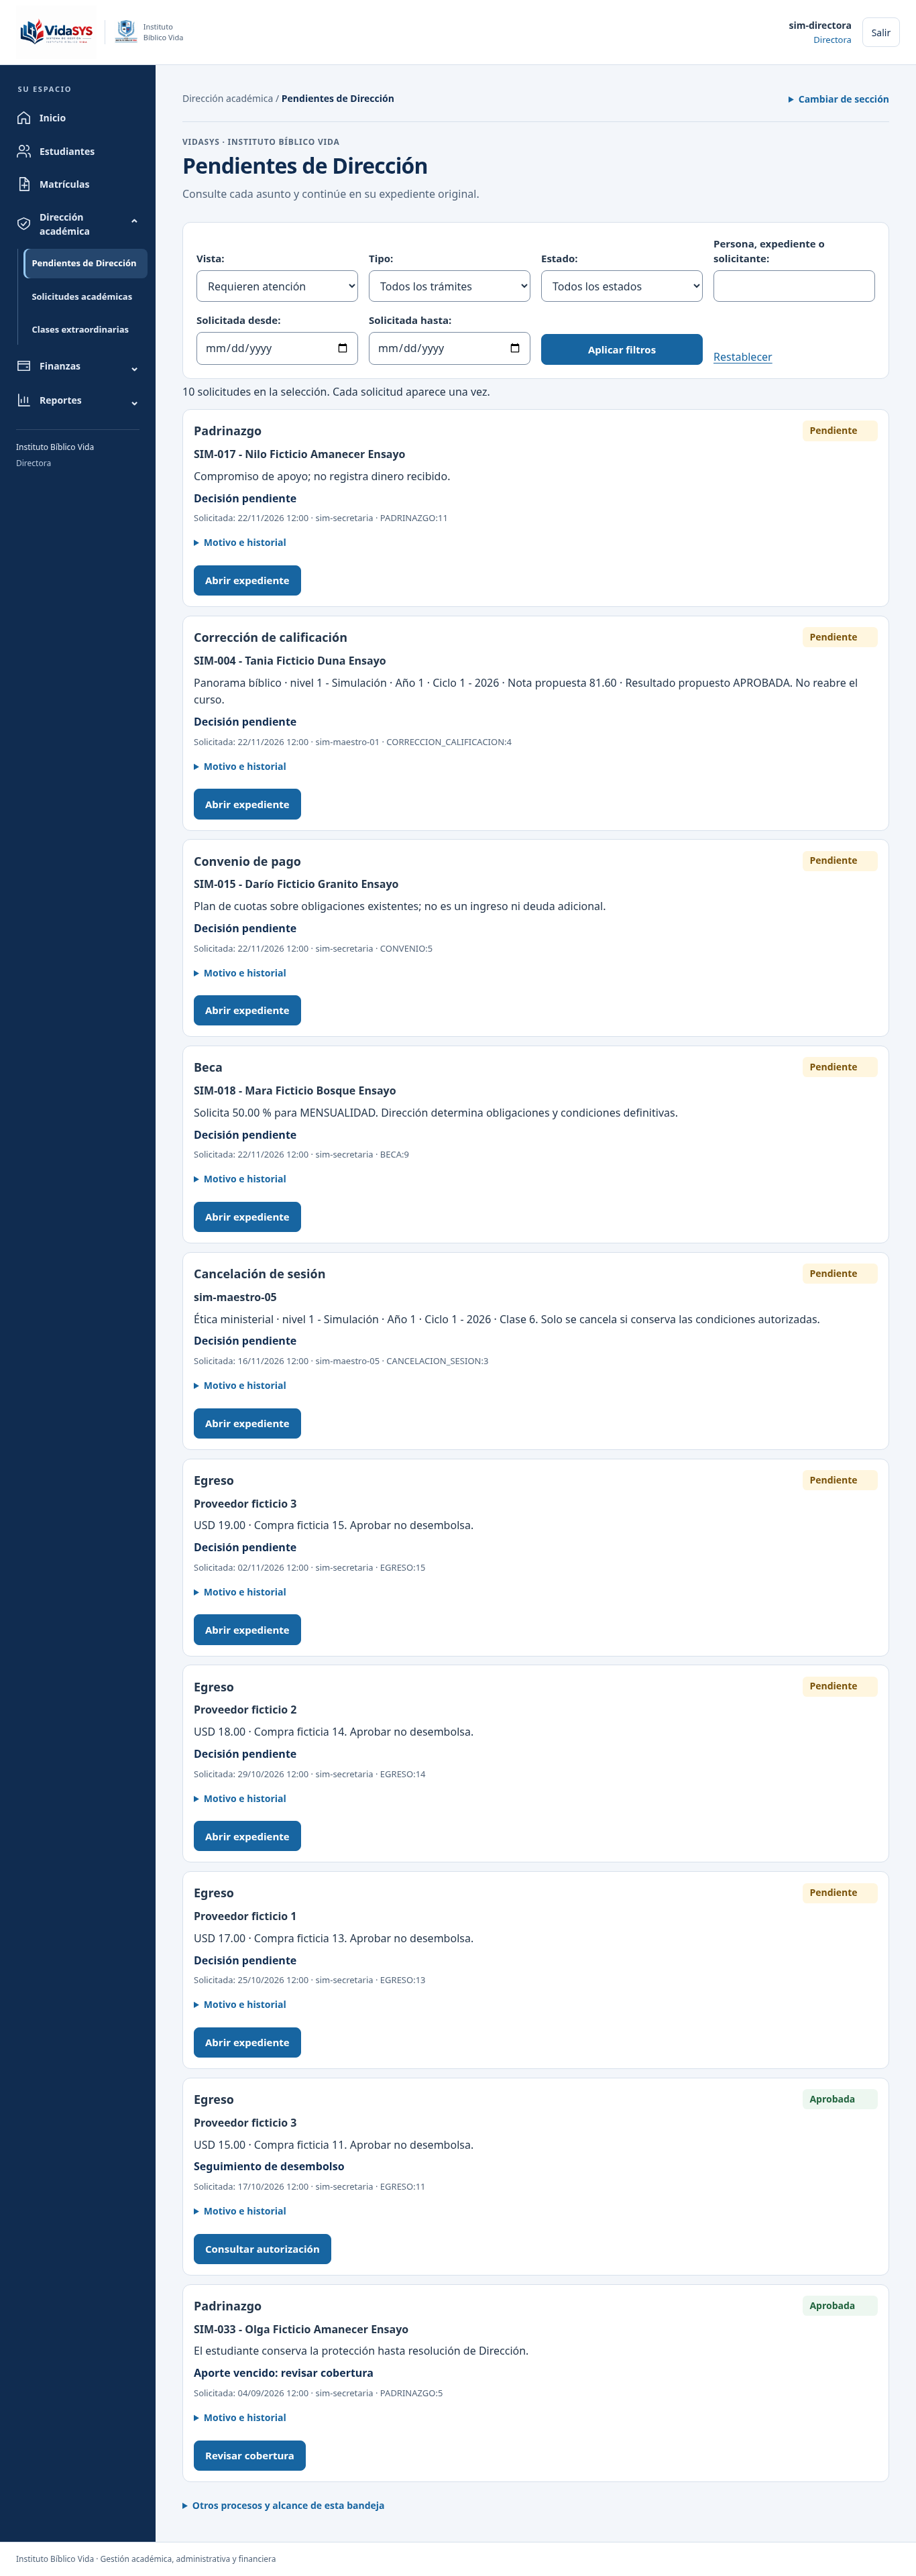 VidaSYS
Instituto
Bíblico Vida
sim-directora
Directora
Salir
SU ESPACIO
Inicio
Estudiantes
Matrículas
Dirección
académica
Pendientes de Dirección
Solicitudes académicas
Clases extraordinarias
Finanzas
Reportes
Instituto Bíblico Vida
Directora
Dirección académica / Pendientes de Dirección
Cambiar de sección
VIDASYS · INSTITUTO BÍBLICO VIDA
Pendientes de Dirección
Consulte cada asunto y continúe en su expediente original.
Vista:
Requieren atención
Tipo:
Todos los trámites
Estado:
Todos los estados
Persona, expediente o
solicitante:
Solicitada desde:
mm/dd/yyyy
Solicitada hasta:
mm/dd/yyyy
Aplicar filtros
Restablecer
10 solicitudes en la selección. Cada solicitud aparece una vez.
Padrinazgo
Pendiente
SIM-017 - Nilo Ficticio Amanecer Ensayo
Compromiso de apoyo; no registra dinero recibido.
Decisión pendiente
Solicitada: 22/11/2026 12:00 · sim-secretaria · PADRINAZGO:11
Motivo e historial
Abrir expediente
Corrección de calificación
Pendiente
SIM-004 - Tania Ficticio Duna Ensayo
Panorama bíblico · nivel 1 - Simulación · Año 1 · Ciclo 1 - 2026 · Nota propuesta 81.60 · Resultado propuesto APROBADA. No reabre el
curso.
Decisión pendiente
Solicitada: 22/11/2026 12:00 · sim-maestro-01 · CORRECCION_CALIFICACION:4
Motivo e historial
Abrir expediente
Convenio de pago
Pendiente
SIM-015 - Darío Ficticio Granito Ensayo
Plan de cuotas sobre obligaciones existentes; no es un ingreso ni deuda adicional.
Decisión pendiente
Solicitada: 22/11/2026 12:00 · sim-secretaria · CONVENIO:5
Motivo e historial
Abrir expediente
Beca
Pendiente
SIM-018 - Mara Ficticio Bosque Ensayo
Solicita 50.00 % para MENSUALIDAD. Dirección determina obligaciones y condiciones definitivas.
Decisión pendiente
Solicitada: 22/11/2026 12:00 · sim-secretaria · BECA:9
Motivo e historial
Abrir expediente
Cancelación de sesión
Pendiente
sim-maestro-05
Ética ministerial · nivel 1 - Simulación · Año 1 · Ciclo 1 - 2026 · Clase 6. Solo se cancela si conserva las condiciones autorizadas.
Decisión pendiente
Solicitada: 16/11/2026 12:00 · sim-maestro-05 · CANCELACION_SESION:3
Motivo e historial
Abrir expediente
Egreso
Pendiente
Proveedor ficticio 3
USD 19.00 · Compra ficticia 15. Aprobar no desembolsa.
Decisión pendiente
Solicitada: 02/11/2026 12:00 · sim-secretaria · EGRESO:15
Motivo e historial
Abrir expediente
Egreso
Pendiente
Proveedor ficticio 2
USD 18.00 · Compra ficticia 14. Aprobar no desembolsa.
Decisión pendiente
Solicitada: 29/10/2026 12:00 · sim-secretaria · EGRESO:14
Motivo e historial
Abrir expediente
Egreso
Pendiente
Proveedor ficticio 1
USD 17.00 · Compra ficticia 13. Aprobar no desembolsa.
Decisión pendiente
Solicitada: 25/10/2026 12:00 · sim-secretaria · EGRESO:13
Motivo e historial
Abrir expediente
Egreso
Aprobada
Proveedor ficticio 3
USD 15.00 · Compra ficticia 11. Aprobar no desembolsa.
Seguimiento de desembolso
Solicitada: 17/10/2026 12:00 · sim-secretaria · EGRESO:11
Motivo e historial
Consultar autorización
Padrinazgo
Aprobada
SIM-033 - Olga Ficticio Amanecer Ensayo
El estudiante conserva la protección hasta resolución de Dirección.
Aporte vencido: revisar cobertura
Solicitada: 04/09/2026 12:00 · sim-secretaria · PADRINAZGO:5
Motivo e historial
Revisar cobertura
Otros procesos y alcance de esta bandeja
Instituto Bíblico Vida · Gestión académica, administrativa y financiera